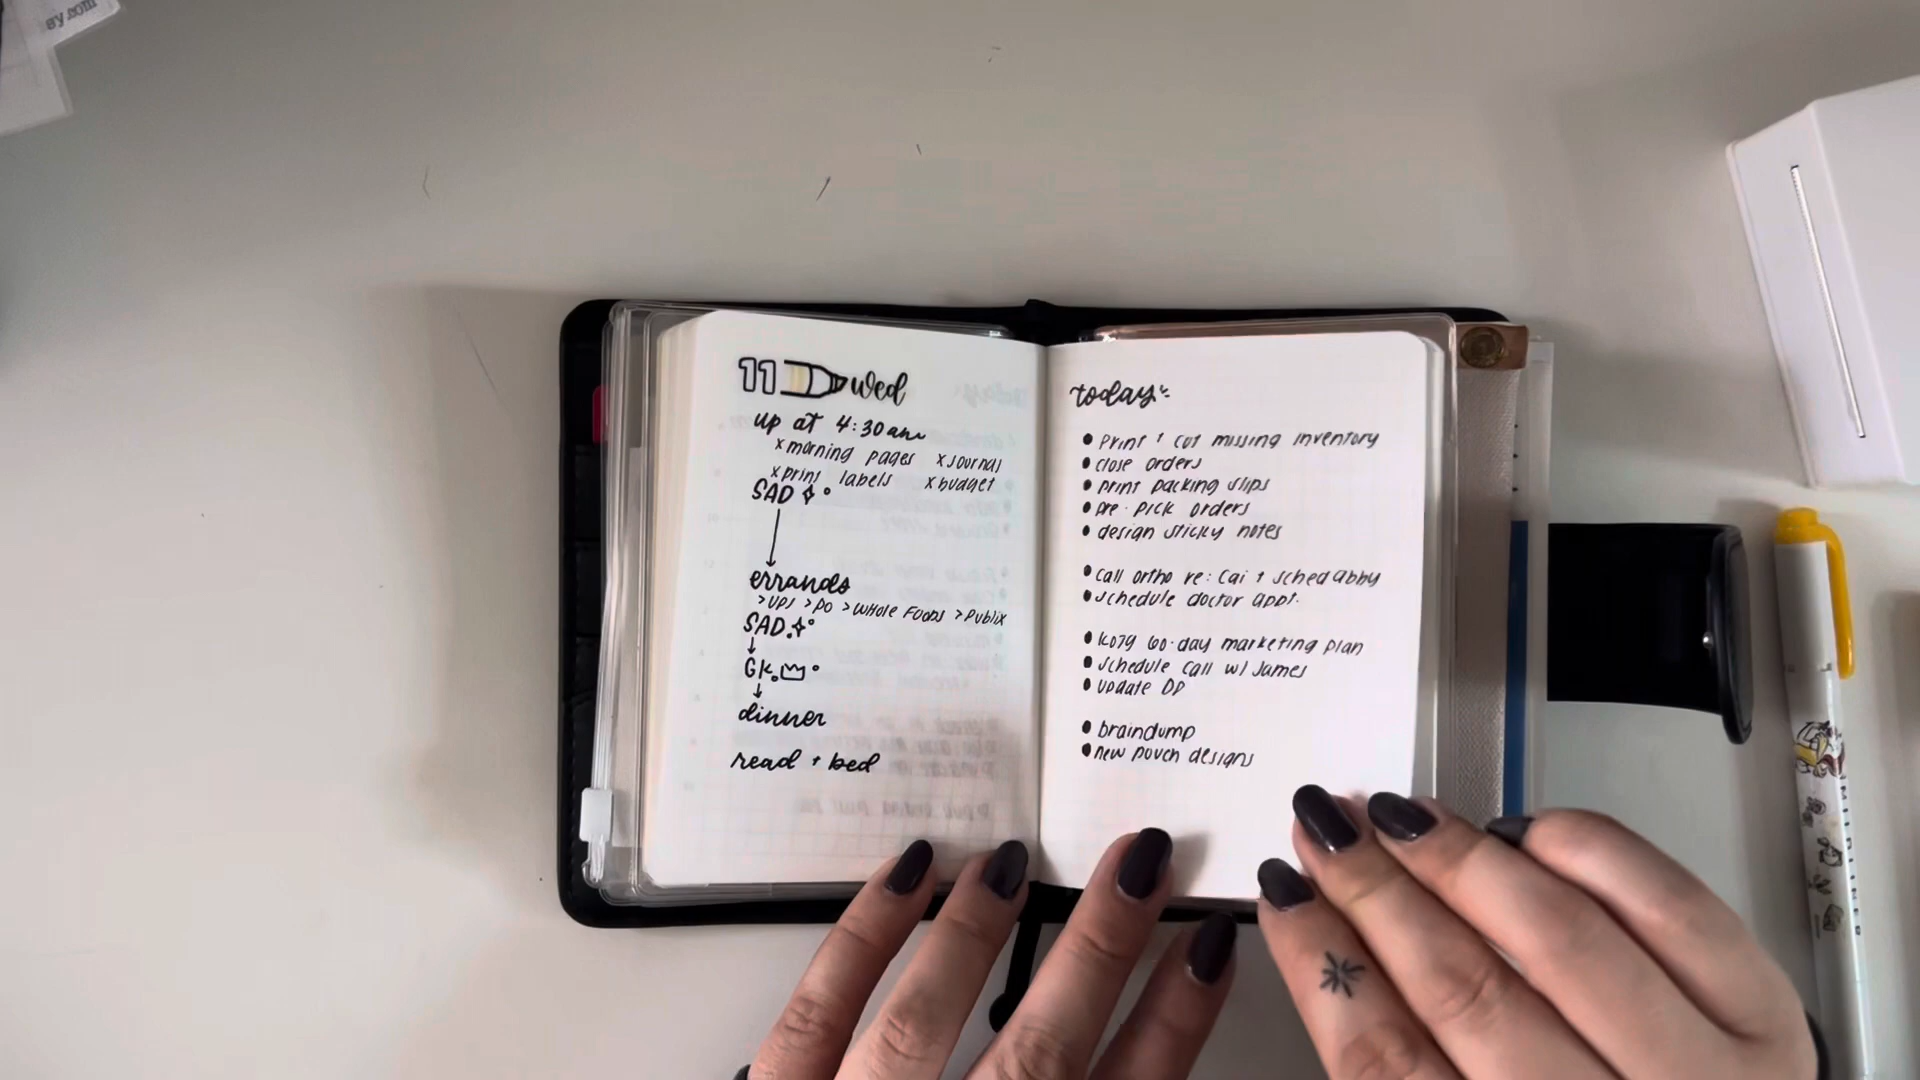 ay.com
11 Wed
up at 4:30am
x morning pages x journal
x print labels x budget
SAD
errands
> UPS > PO > Whole Foods > Publix
SAD
GK
dinner
read + bed
today
• print + cut missing inventory
• close orders
• print packing slips
• pre-pick orders
• design sticky notes
• call ortho re: Cai + sched Abby
• schedule doctor appt.
• 60-day marketing plan
• schedule call w/ James
• update DP
• braindump
• new pouch designs
MILDLINER